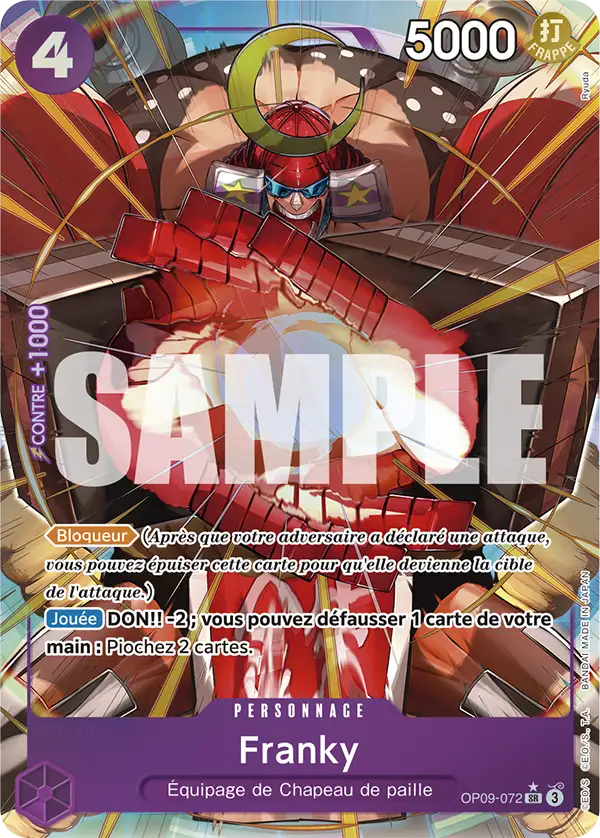 4
5000
打
FRAPPE
Ryuda
CONTRE +1000
SAMPLE
Bloqueur (Après que votre adversaire a déclaré une attaque,
vous pouvez épuiser cette carte pour qu'elle devienne la cible
de l'attaque.)
Jouée DON!! -2 ; vous pouvez défausser 1 carte de votre
main : Piochez 2 cartes.
PERSONNAGE
Franky
Équipage de Chapeau de paille
OP09-072 SR 3
©E.O/S ©E.O./S., T.A. BANDAI MADE IN JAPAN